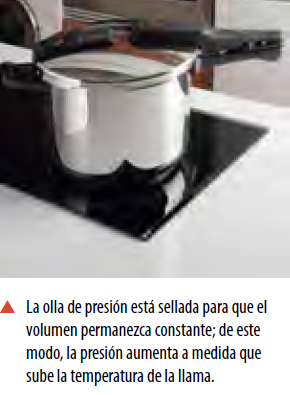 La olla de presión está sellada para que el
volumen permanezca constante; de este
modo, la presión aumenta a medida que
sube la temperatura de la llama.